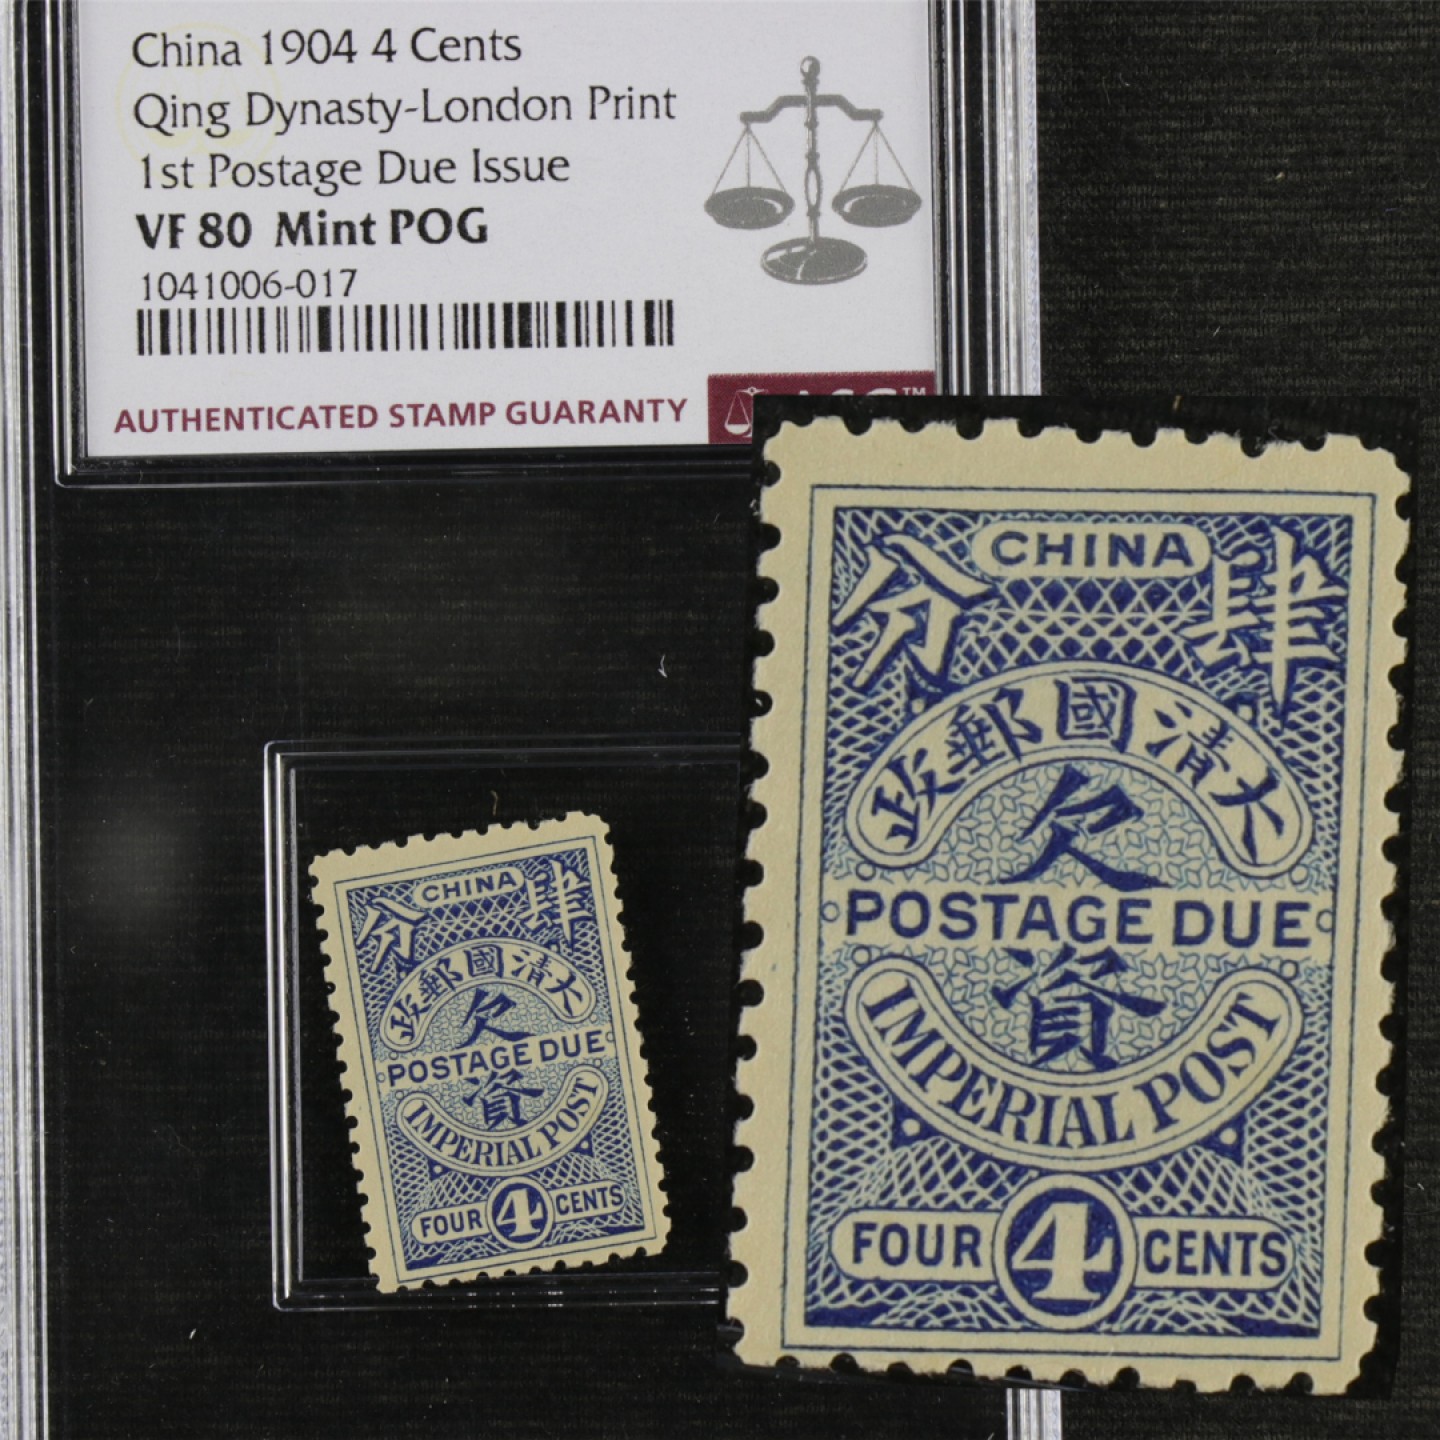 China 1904 4 Cents
Qing Dynasty-London Print
1st Postage Due Issue
VF 80 Mint POG
1041006-017
AUTHENTICATED STAMP GUARANTY
CHINA
分 肆
政郵國清大
欠
POSTAGE DUE
資
IMPERIAL POST
FOUR 4 CENTS
CHINA
分 肆
政郵國清大
欠
POSTAGE DUE
資
IMPERIAL POST
FOUR 4 CENTS